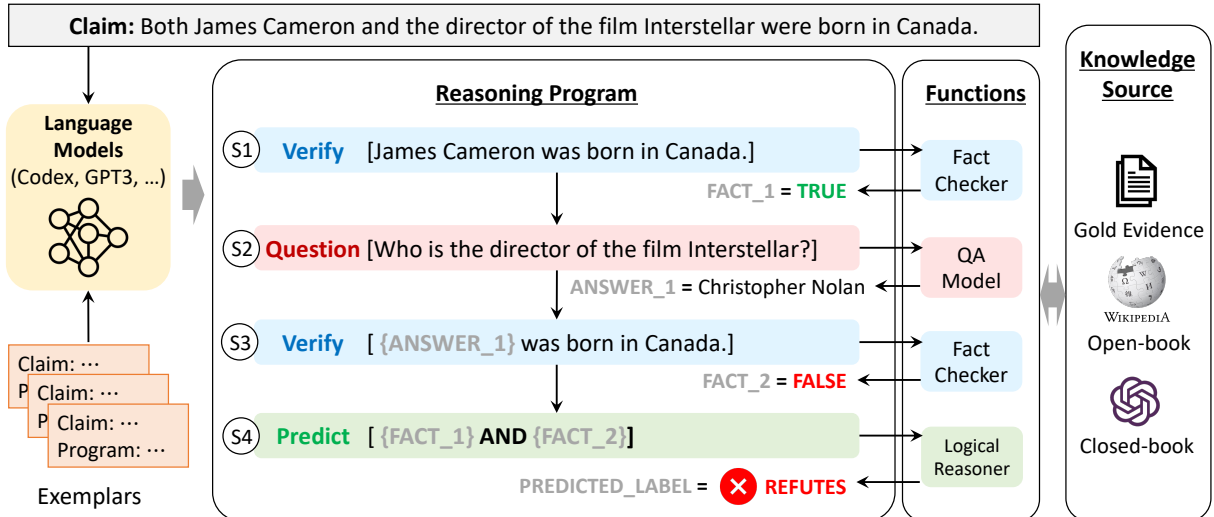 Claim: Both James Cameron and the director of the film Interstellar were born in Canada.
Language
Models
(Codex, GPT3, …)
Claim: ⋯
P
Claim: ⋯
P
Claim: ⋯
Program: ⋯
Exemplars
Reasoning Program
S1 Verify [James Cameron was born in Canada.]
FACT_1 = TRUE
S2 Question [Who is the director of the film Interstellar?]
ANSWER_1 = Christopher Nolan
S3 Verify [ {ANSWER_1} was born in Canada.]
FACT_2 = FALSE
S4 Predict [ {FACT_1} AND {FACT_2}]
PREDICTED_LABEL = REFUTES
Functions
Fact
Checker
QA
Model
Fact
Checker
Logical
Reasoner
Knowledge
Source
Gold Evidence
WIKIPEDIA
Open-book
Closed-book